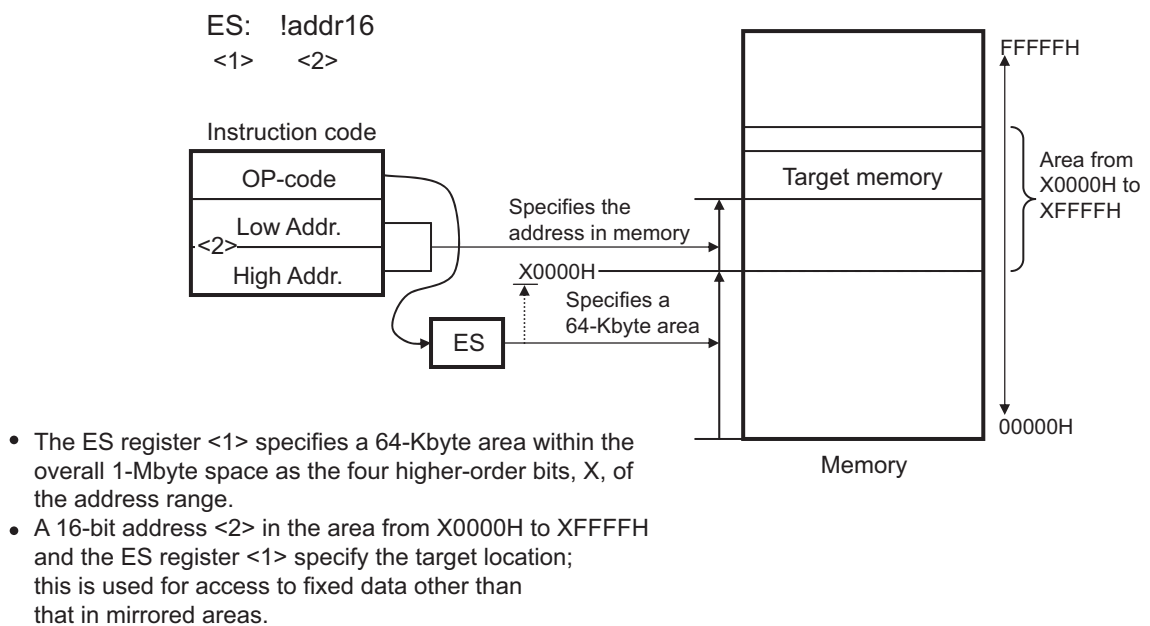 ES: !addr16
<1> <2>
Instruction code
OP-code
Low Addr.
<2>
High Addr.
ES
Specifies the
address in memory
X0000H
Specifies a
64-Kbyte area
Target memory
FFFFFH
Area from
X0000H to
XFFFFH
00000H
Memory
• The ES register <1> specifies a 64-Kbyte area within the
overall 1-Mbyte space as the four higher-order bits, X, of
the address range.
• A 16-bit address <2> in the area from X0000H to XFFFFH
and the ES register <1> specify the target location;
this is used for access to fixed data other than
that in mirrored areas.